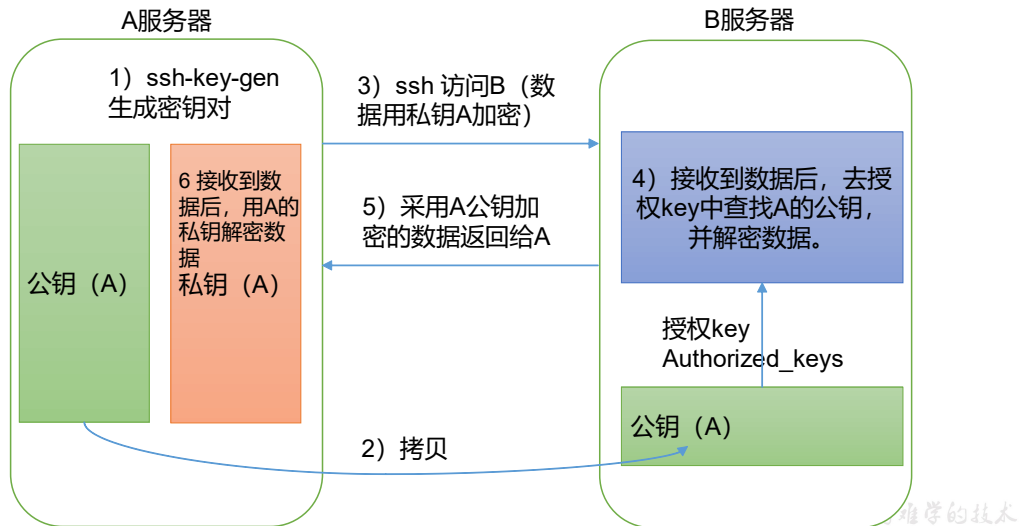 A服务器
B服务器
1）ssh-key-gen
生成密钥对
3）ssh 访问B（数
据用私钥A加密）
6 接收到数
据后，用A的
私钥解密数
据
私钥（A）
公钥（A）
5）采用A公钥加
密的数据返回给A
4）接收到数据后，去授
权key中查找A的公钥，
并解密数据。
授权key
Authorized_keys
公钥（A）
2）拷贝
难学的技术